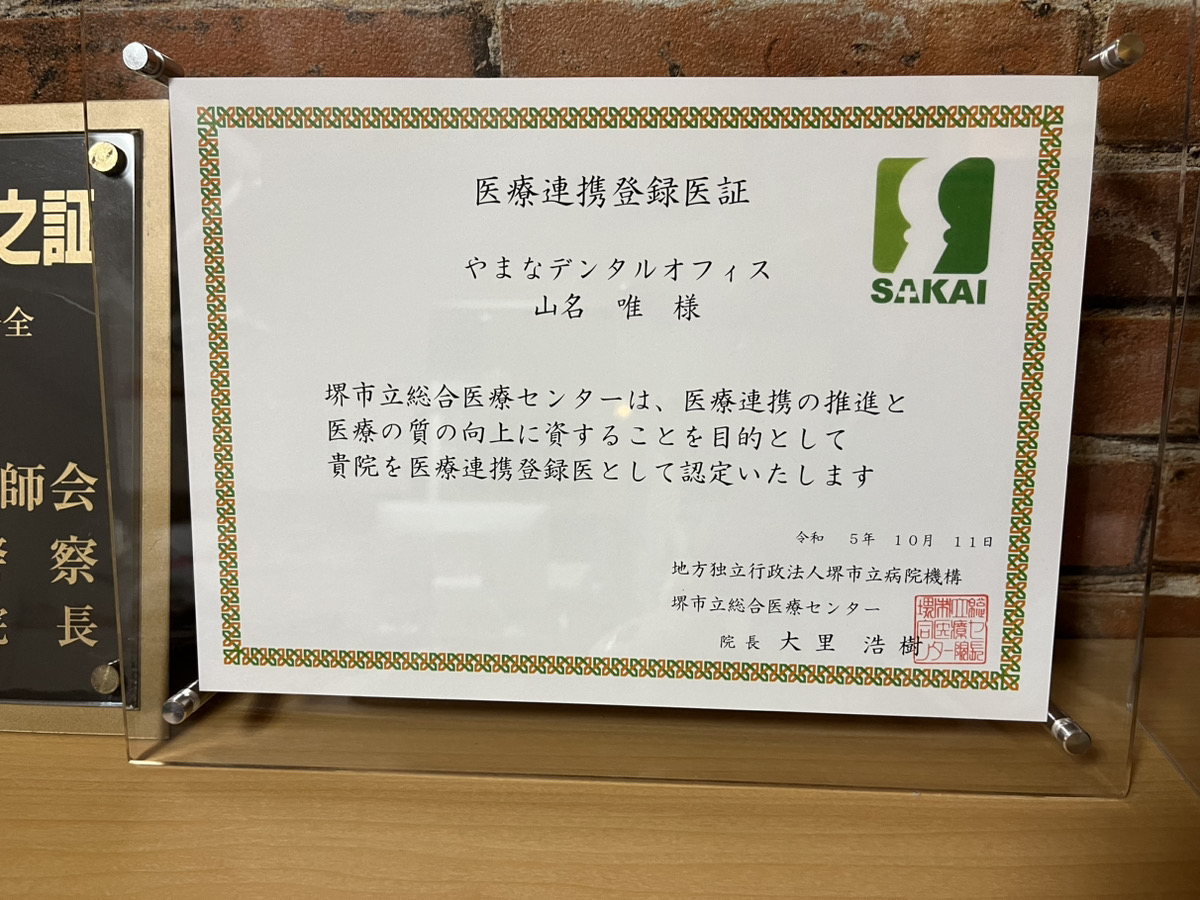 之証
全
師会
察
長
医療連携登録医証
SAKAI
やまなデンタルオフィス
山名 唯 様
堺市立総合医療センターは、医療連携の推進と
医療の質の向上に資することを目的として
貴院を医療連携登録医として認定いたします
令和 5年 10月 11日
地方独立行政法人堺市立病院機構
堺市立総合医療センター
院長 大里 浩樹